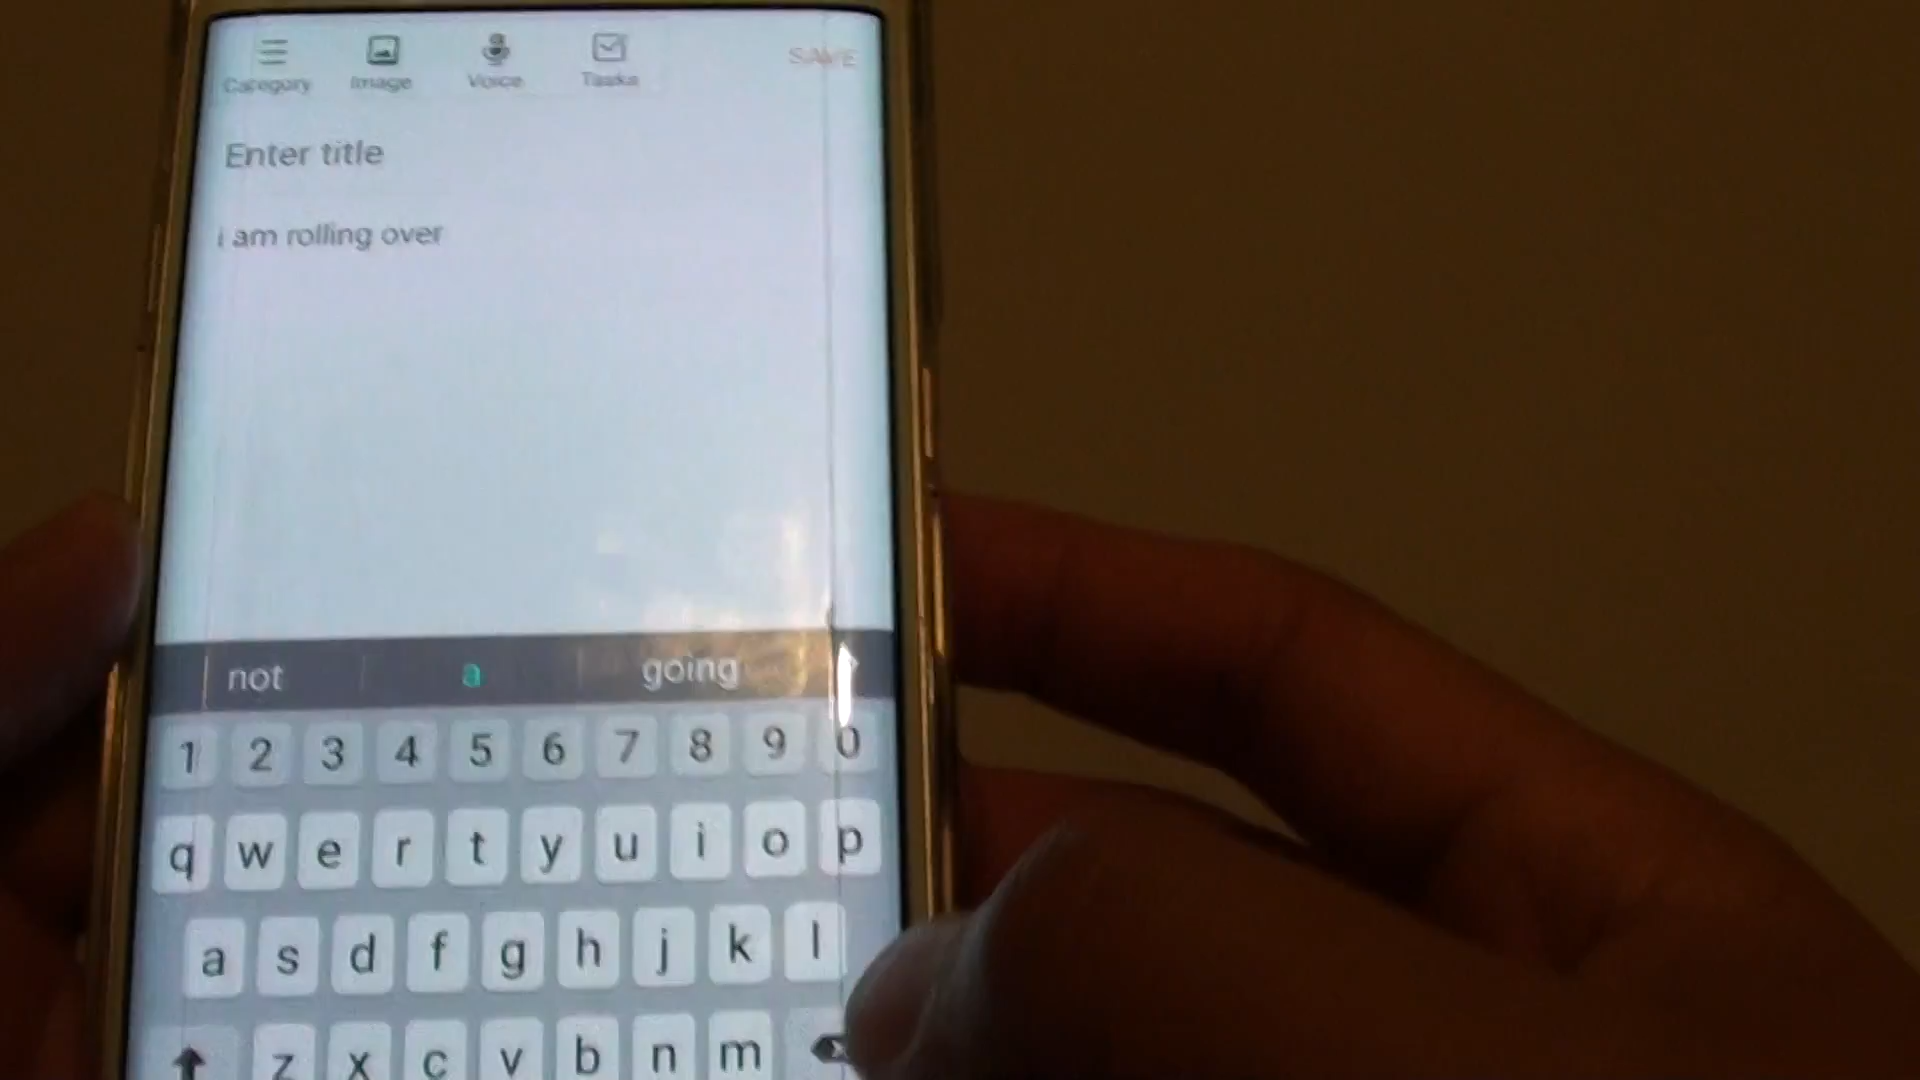 Category Image Voice Tasks SAVE
Enter title
i am rolling over
not a going
1 2 3 4 5 6 7 8 9 0
q w e r t y u i o p
a s d f g h j k l
z x c v b n m